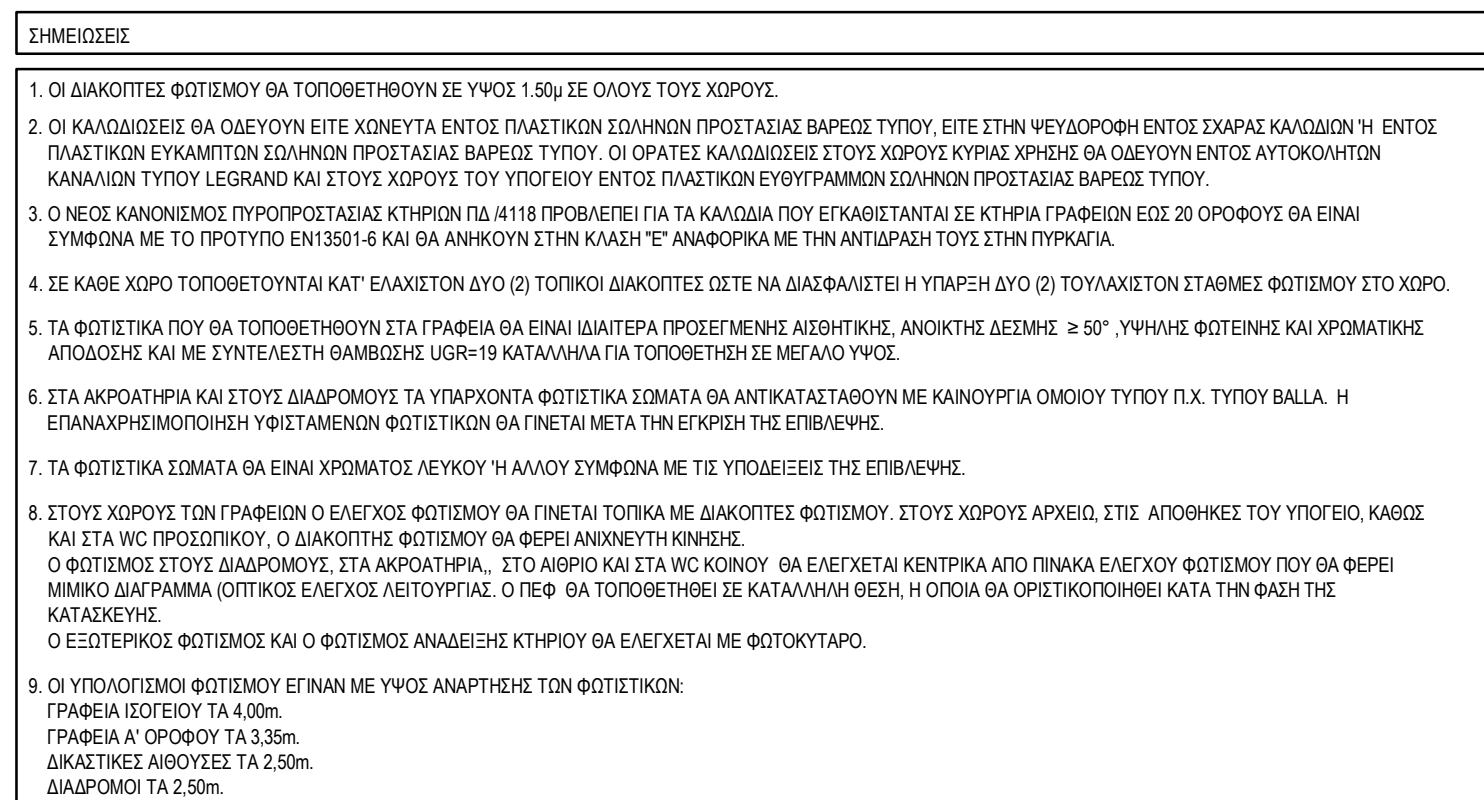 ΣΗΜΕΙΩΣΕΙΣ
1. ΟΙ ΔΙΑΚΟΠΤΕΣ ΦΩΤΙΣΜΟΥ ΘΑ ΤΟΠΟΘΕΤΗΘΟΥΝ ΣΕ ΥΨΟΣ 1.50μ ΣΕ ΟΛΟΥΣ ΤΟΥΣ ΧΩΡΟΥΣ.
2. ΟΙ ΚΑΛΩΔΙΩΣΕΙΣ ΘΑ ΟΔΕΥΟΥΝ ΕΙΤΕ ΧΩΝΕΥΤΑ ΕΝΤΟΣ ΠΛΑΣΤΙΚΩΝ ΣΩΛΗΝΩΝ ΠΡΟΣΤΑΣΙΑΣ ΒΑΡΕΩΣ ΤΥΠΟΥ, ΕΙΤΕ ΣΤΗΝ ΨΕΥΔΟΡΟΦΗ ΕΝΤΟΣ ΣΧΑΡΑΣ ΚΑΛΩΔΙΩΝ 'Η ΕΝΤΟΣ
ΠΛΑΣΤΙΚΩΝ ΕΥΚΑΜΠΤΩΝ ΣΩΛΗΝΩΝ ΠΡΟΣΤΑΣΙΑΣ ΒΑΡΕΩΣ ΤΥΠΟΥ. ΟΙ ΟΡΑΤΕΣ ΚΑΛΩΔΙΩΣΕΙΣ ΣΤΟΥΣ ΧΩΡΟΥΣ ΚΥΡΙΑΣ ΧΡΗΣΗΣ ΘΑ ΟΔΕΥΟΥΝ ΕΝΤΟΣ ΑΥΤΟΚΟΛΗΤΩΝ
ΚΑΝΑΛΙΩΝ ΤΥΠΟΥ LEGRAND ΚΑΙ ΣΤΟΥΣ ΧΩΡΟΥΣ ΤΟΥ ΥΠΟΓΕΙΟΥ ΕΝΤΟΣ ΠΛΑΣΤΙΚΩΝ ΕΥΘΥΓΡΑΜΜΩΝ ΣΩΛΗΝΩΝ ΠΡΟΣΤΑΣΙΑΣ ΒΑΡΕΩΣ ΤΥΠΟΥ.
3. Ο ΝΕΟΣ ΚΑΝΟΝΙΣΜΟΣ ΠΥΡΟΠΡΟΣΤΑΣΙΑΣ ΚΤΗΡΙΩΝ ΠΔ /4118 ΠΡΟΒΛΕΠΕΙ ΓΙΑ ΤΑ ΚΑΛΩΔΙΑ ΠΟΥ ΕΓΚΑΘΙΣΤΑΝΤΑΙ ΣΕ ΚΤΗΡΙΑ ΓΡΑΦΕΙΩΝ ΕΩΣ 20 ΟΡΟΦΟΥΣ ΘΑ ΕΙΝΑΙ
ΣΥΜΦΩΝΑ ΜΕ ΤΟ ΠΡΟΤΥΠΟ EN13501-6 ΚΑΙ ΘΑ ΑΝΗΚΟΥΝ ΣΤΗΝ ΚΛΑΣΗ "Ε" ΑΝΑΦΟΡΙΚΑ ΜΕ ΤΗΝ ΑΝΤΙΔΡΑΣΗ ΤΟΥΣ ΣΤΗΝ ΠΥΡΚΑΓΙΑ.
4. ΣΕ ΚΑΘΕ ΧΩΡΟ ΤΟΠΟΘΕΤΟΥΝΤΑΙ ΚΑΤ' ΕΛΑΧΙΣΤΟΝ ΔΥΟ (2) ΤΟΠΙΚΟΙ ΔΙΑΚΟΠΤΕΣ ΩΣΤΕ ΝΑ ΔΙΑΣΦΑΛΙΣΤΕΙ Η ΥΠΑΡΞΗ ΔΥΟ (2) ΤΟΥΛΑΧΙΣΤΟΝ ΣΤΑΘΜΕΣ ΦΩΤΙΣΜΟΥ ΣΤΟ ΧΩΡΟ.
5. ΤΑ ΦΩΤΙΣΤΙΚΑ ΠΟΥ ΘΑ ΤΟΠΟΘΕΤΗΘΟΥΝ ΣΤΑ ΓΡΑΦΕΙΑ ΘΑ ΕΙΝΑΙ ΙΔΙΑΙΤΕΡΑ ΠΡΟΣΕΓΜΕΝΗΣ ΑΙΣΘΗΤΙΚΗΣ, ΑΝΟΙΚΤΗΣ ΔΕΣΜΗΣ ≥ 50° ,ΥΨΗΛΗΣ ΦΩΤΕΙΝΗΣ ΚΑΙ ΧΡΩΜΑΤΙΚΗΣ
ΑΠΟΔΟΣΗΣ ΚΑΙ ΜΕ ΣΥΝΤΕΛΕΣΤΗ ΘΑΜΒΩΣΗΣ UGR=19 ΚΑΤΑΛΛΗΛΑ ΓΙΑ ΤΟΠΟΘΕΤΗΣΗ ΣΕ ΜΕΓΑΛΟ ΥΨΟΣ.
6. ΣΤΑ ΑΚΡΟΑΤΗΡΙΑ ΚΑΙ ΣΤΟΥΣ ΔΙΑΔΡΟΜΟΥΣ ΤΑ ΥΠΑΡΧΟΝΤΑ ΦΩΤΙΣΤΙΚΑ ΣΩΜΑΤΑ ΘΑ ΑΝΤΙΚΑΤΑΣΤΑΘΟΥΝ ΜΕ ΚΑΙΝΟΥΡΓΙΑ ΟΜΟΙΟΥ ΤΥΠΟΥ Π.Χ. ΤΥΠΟΥ BALLA. Η
ΕΠΑΝΑΧΡΗΣΙΜΟΠΟΙΗΣΗ ΥΦΙΣΤΑΜΕΝΩΝ ΦΩΤΙΣΤΙΚΩΝ ΘΑ ΓΙΝΕΤΑΙ ΜΕΤΑ ΤΗΝ ΕΓΚΡΙΣΗ ΤΗΣ ΕΠΙΒΛΕΨΗΣ.
7. ΤΑ ΦΩΤΙΣΤΙΚΑ ΣΩΜΑΤΑ ΘΑ ΕΙΝΑΙ ΧΡΩΜΑΤΟΣ ΛΕΥΚΟΥ 'Η ΑΛΛΟΥ ΣΥΜΦΩΝΑ ΜΕ ΤΙΣ ΥΠΟΔΕΙΞΕΙΣ ΤΗΣ ΕΠΙΒΛΕΨΗΣ.
8. ΣΤΟΥΣ ΧΩΡΟΥΣ ΤΩΝ ΓΡΑΦΕΙΩΝ Ο ΕΛΕΓΧΟΣ ΦΩΤΙΣΜΟΥ ΘΑ ΓΙΝΕΤΑΙ ΤΟΠΙΚΑ ΜΕ ΔΙΑΚΟΠΤΕΣ ΦΩΤΙΣΜΟΥ. ΣΤΟΥΣ ΧΩΡΟΥΣ ΑΡΧΕΙΩ, ΣΤΙΣ ΑΠΟΘΗΚΕΣ ΤΟΥ ΥΠΟΓΕΙΟ, ΚΑΘΩΣ
ΚΑΙ ΣΤΑ WC ΠΡΟΣΩΠΙΚΟΥ, Ο ΔΙΑΚΟΠΤΗΣ ΦΩΤΙΣΜΟΥ ΘΑ ΦΕΡΕΙ ΑΝΙΧΝΕΥΤΗ ΚΙΝΗΣΗΣ.
Ο ΦΩΤΙΣΜΟΣ ΣΤΟΥΣ ΔΙΑΔΡΟΜΟΥΣ, ΣΤΑ ΑΚΡΟΑΤΗΡΙΑ,, ΣΤΟ ΑΙΘΡΙΟ ΚΑΙ ΣΤΑ WC ΚΟΙΝΟΥ ΘΑ ΕΛΕΓΧΕΤΑΙ ΚΕΝΤΡΙΚΑ ΑΠΟ ΠΙΝΑΚΑ ΕΛΕΓΧΟΥ ΦΩΤΙΣΜΟΥ ΠΟΥ ΘΑ ΦΕΡΕΙ
ΜΙΜΙΚΟ ΔΙΑΓΡΑΜΜΑ (ΟΠΤΙΚΟΣ ΕΛΕΓΧΟΣ ΛΕΙΤΟΥΡΓΙΑΣ. Ο ΠΕΦ ΘΑ ΤΟΠΟΘΕΤΗΘΕΙ ΣΕ ΚΑΤΑΛΛΗΛΗ ΘΕΣΗ, Η ΟΠΟΙΑ ΘΑ ΟΡΙΣΤΙΚΟΠΟΙΗΘΕΙ ΚΑΤΑ ΤΗΝ ΦΑΣΗ ΤΗΣ
ΚΑΤΑΣΚΕΥΗΣ.
Ο ΕΞΩΤΕΡΙΚΟΣ ΦΩΤΙΣΜΟΣ ΚΑΙ Ο ΦΩΤΙΣΜΟΣ ΑΝΑΔΕΙΞΗΣ ΚΤΗΡΙΟΥ ΘΑ ΕΛΕΓΧΕΤΑΙ ΜΕ ΦΩΤΟΚΥΤΑΡΟ.
9. ΟΙ ΥΠΟΛΟΓΙΣΜΟΙ ΦΩΤΙΣΜΟΥ ΕΓΙΝΑΝ ΜΕ ΥΨΟΣ ΑΝΑΡΤΗΣΗΣ ΤΩΝ ΦΩΤΙΣΤΙΚΩΝ:
ΓΡΑΦΕΙΑ ΙΣΟΓΕΙΟΥ ΤΑ 4,00m.
ΓΡΑΦΕΙΑ Α' ΟΡΟΦΟΥ ΤΑ 3,35m.
ΔΙΚΑΣΤΙΚΕΣ ΑΙΘΟΥΣΕΣ ΤΑ 2,50m.
ΔΙΑΔΡΟΜΟΙ ΤΑ 2,50m.